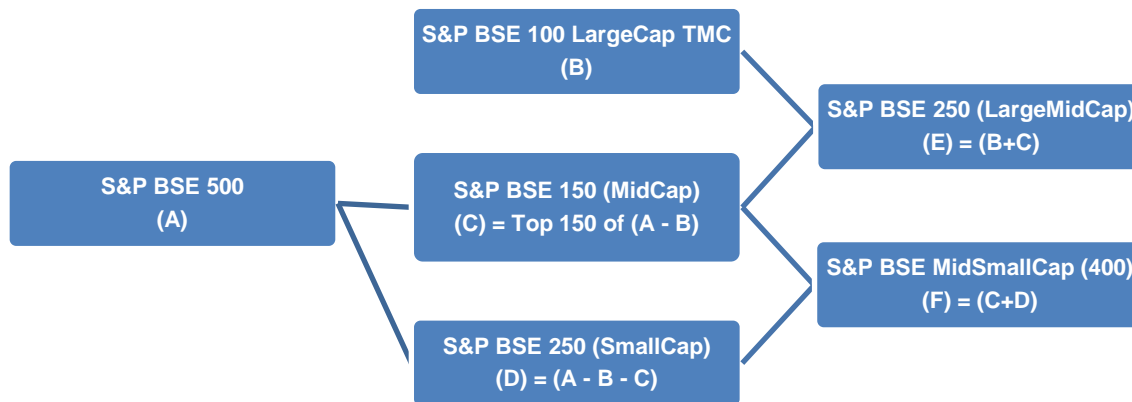 S&P BSE 500
(A)
S&P BSE 100 LargeCap TMC
(B)
S&P BSE 150 (MidCap)
(C) = Top 150 of (A - B)
S&P BSE 250 (SmallCap)
(D) = (A - B - C)
S&P BSE 250 (LargeMidCap)
(E) = (B+C)
S&P BSE MidSmallCap (400)
(F) = (C+D)